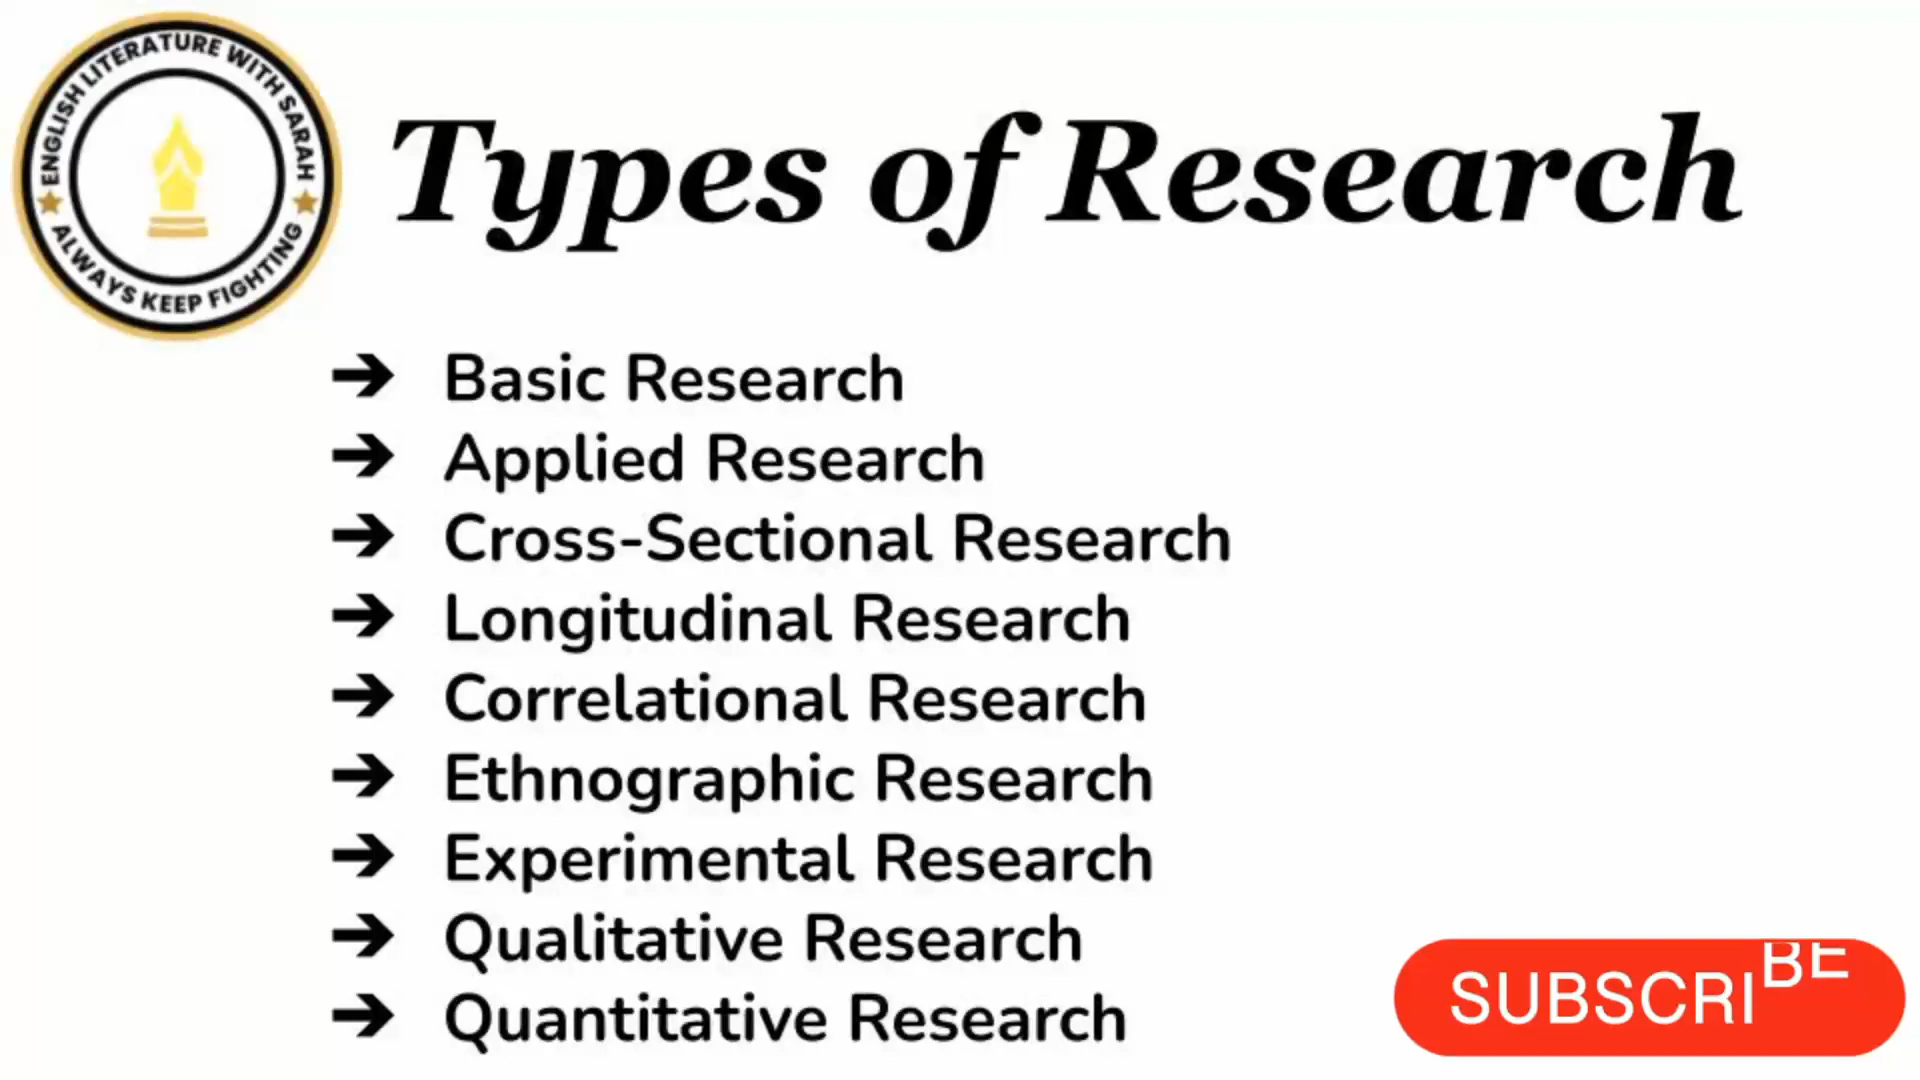 ENGLISH LITERATURE WITH SARAH
ALWAYS KEEP FIGHTING
Types of Research
➔ Basic Research
➔ Applied Research
➔ Cross-Sectional Research
➔ Longitudinal Research
➔ Correlational Research
➔ Ethnographic Research
➔ Experimental Research
➔ Qualitative Research
➔ Quantitative Research
SUBSCRIBE